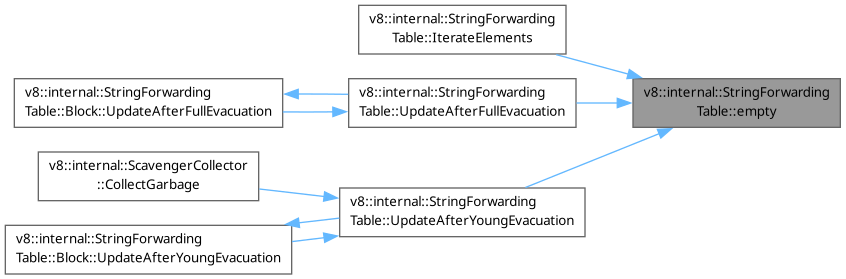 v8::internal::StringForwarding
Table::IterateElements
v8::internal::StringForwarding
Table::Block::UpdateAfterFullEvacuation
v8::internal::StringForwarding
Table::UpdateAfterFullEvacuation
v8::internal::StringForwarding
Table::empty
v8::internal::ScavengerCollector
::CollectGarbage
v8::internal::StringForwarding
Table::UpdateAfterYoungEvacuation
v8::internal::StringForwarding
Table::Block::UpdateAfterYoungEvacuation